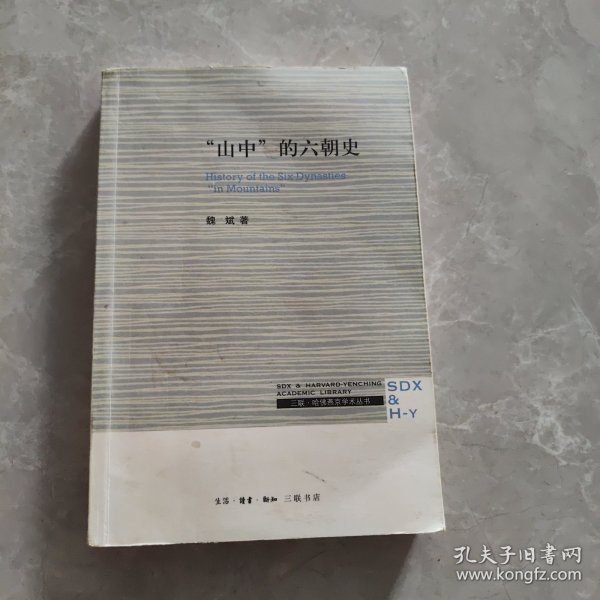 “山中”的六朝史
History of the Six Dynasties
"in Mountains"
魏 斌 著
SDX & HARVARD-YENCHING
ACADEMIC LIBRARY
三联·哈佛燕京学术丛书
SDX
&
H-Y
生活·讀書·新知 三联书店
孔夫子旧书网
www.kongfz.com